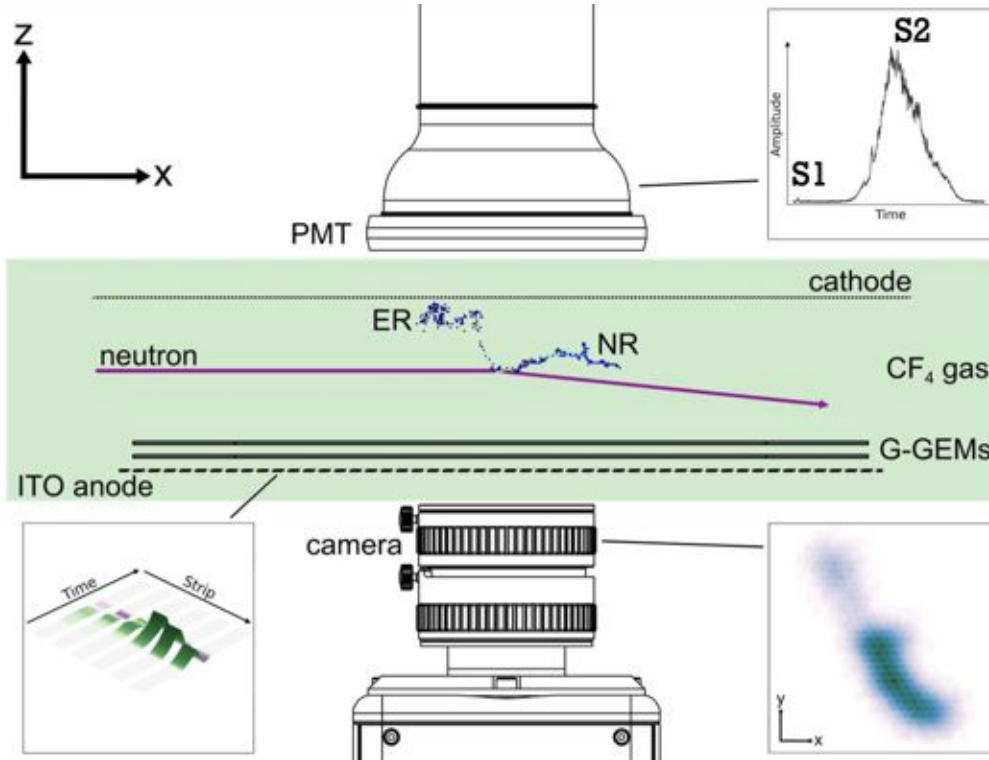 z
x
S2
S1
Amplitude
Time
PMT
cathode
ER
NR
neutron
CF₄ gas
G-GEMs
ITO anode
camera
Time
Strip
y
x